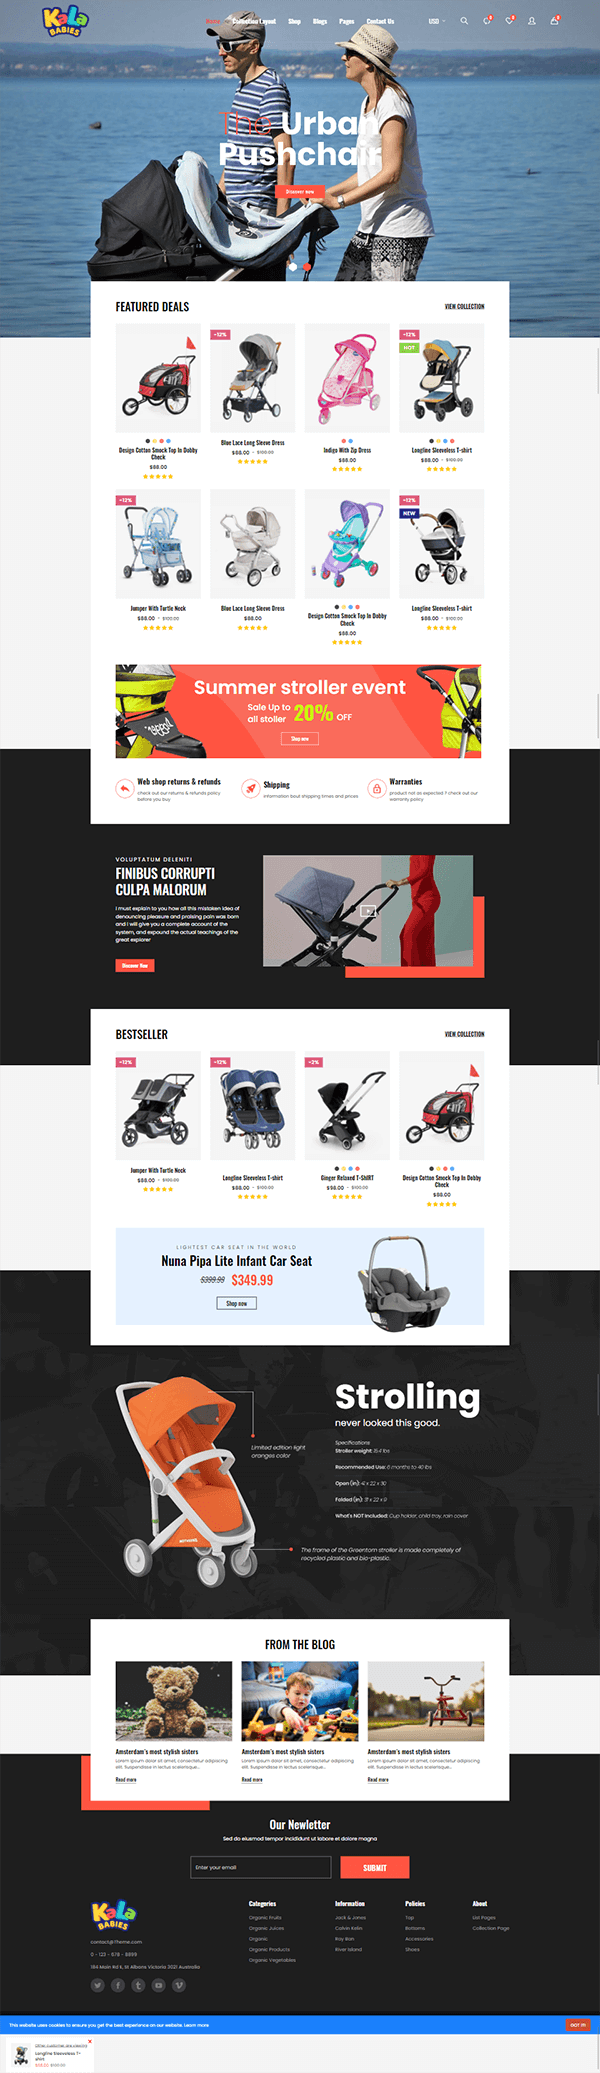 KaLa
BABIES
Home Collection Layout Shop Blogs Pages Contact Us
USD
The Urban
Pushchair
Discover now
FEATURED DEALS
VIEW COLLECTION
-12%
-12%
HOT
Design Cotton Smock Top In Dobby
Check
$88.00
Blue Lace Long Sleeve Dress
$88.00 - $100.00
Indigo With Zip Dress
$88.00
Longline Sleeveless T-shirt
$88.00 - $100.00
-12%
-12%
NEW
Jumper With Turtle Neck
$88.00 - $100.00
Blue Lace Long Sleeve Dress
$88.00
Design Cotton Smock Top In Dobby
Check
$88.00
Longline Sleeveless T-shirt
$88.00 - $100.00
Summer stroller event
Sale Up to
all stoller 20% OFF
Shop now
Web shop returns & refunds
check out our returns & refunds policy
before you buy
Shipping
information bout shipping times and prices
Warranties
product not as expected ? check out our
warranty policy
VOLUPTATUM DELENITI
FINIBUS CORRUPTI
CULPA MALORUM
I must explain to you how all this mistaken idea of
denouncing pleasure and praising pain was born
and I will give you a complete account of the
system, and expound the actual teachings of the
great explorer
Discover Now
BESTSELLER
VIEW COLLECTION
-12%
-12%
-2%
Jumper With Turtle Neck
$88.00 - $100.00
Longline Sleeveless T-shirt
$88.00 - $100.00
Ginger Relaxed T-SHIRT
$98.00 - $100.00
Design Cotton Smock Top In Dobby
Check
$88.00
LIGHTEST CAR SEAT IN THE WORLD
Nuna Pipa Lite Infant Car Seat
$399.99 $349.99
Shop now
Strolling
never looked this good.
Limited edition light
oranges color
Specifications
Stroller weight: 18.4 lbs
Recommended Use: 6 months to 40 lbs
Open (in): 41 x 22 x 30
Folded (in): 31 x 22 x 9
What's NOT Included: Cup holder, child tray, rain cover
The frame of the Greentom stroller is made completely of
recycled plastic and bio-plastic.
FROM THE BLOG
Amsterdam's most stylish sisters
Lorem ipsum dolor sit amet, consectetur adipiscing
elit. Suspendisse in lectus scelerisque...
Read more
Amsterdam's most stylish sisters
Lorem ipsum dolor sit amet, consectetur adipiscing
elit. Suspendisse in lectus scelerisque...
Read more
Amsterdam's most stylish sisters
Lorem ipsum dolor sit amet, consectetur adipiscing
elit. Suspendisse in lectus scelerisque...
Read more
Our Newletter
Sed do eiusmod tempor incididunt ut labore et dolore magna
Enter your email
SUBMIT
KaLa
BABIES
contact@Theme.com
0 - 122 - 678 - 8899
184 Main Rd E, St Albans Victoria 3021 Australia
Categories
Organic Fruits
Organic Juices
Organic
Organic Products
Organic Vegetables
Information
Jack & Jones
Calvin Kelin
Ray Ban
River Island
Policies
Top
Bottoms
Accessories
Shoes
About
List Pages
Collection Page
This website uses cookies to ensure you get the best experience on our website. Learn more
GOT IT!
Other customer are viewing
Longline Sleeveless T-
shirt
$88.00 $100.00